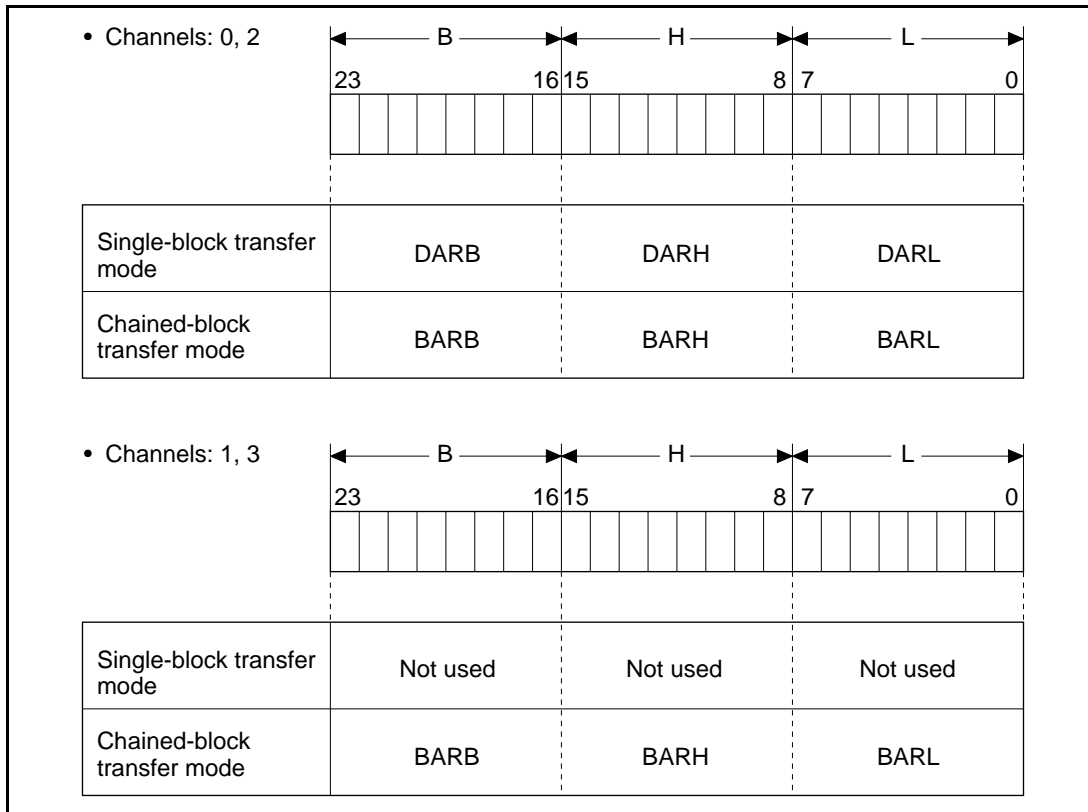 • Channels: 0, 2
B H L
23 16 15 8 7 0
Single-block transfer
mode
DARB DARH DARL
Chained-block
transfer mode
BARB BARH BARL
• Channels: 1, 3
B H L
23 16 15 8 7 0
Single-block transfer
mode
Not used Not used Not used
Chained-block
transfer mode
BARB BARH BARL